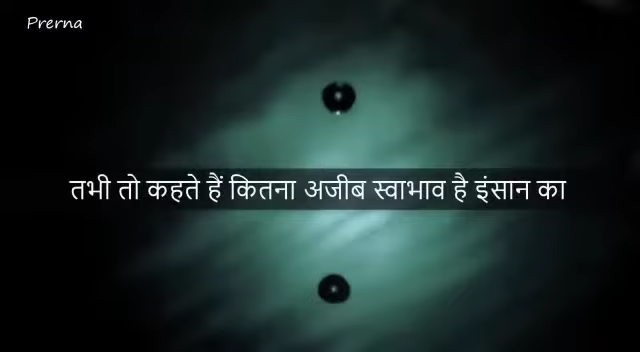 Prerna
तभी तो कहते हैं कितना अजीब स्वाभाव है इंसान का